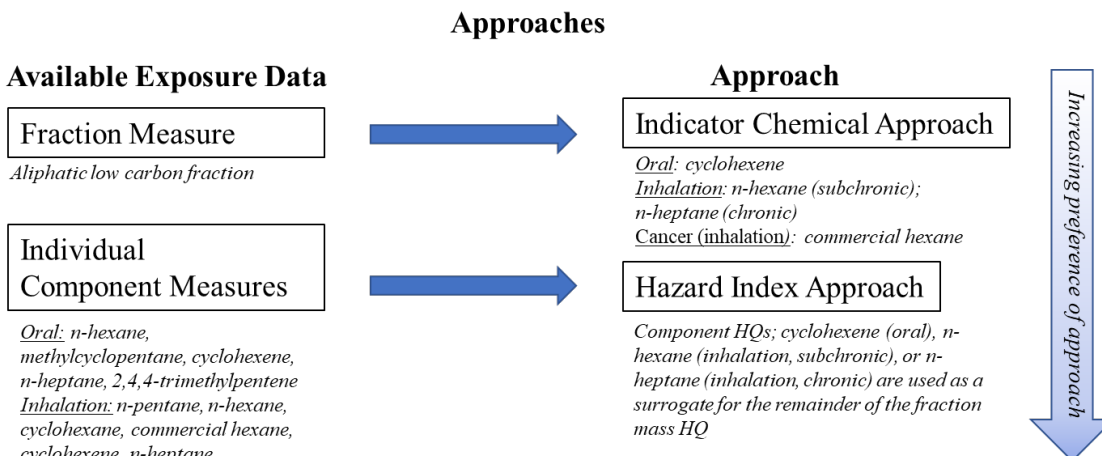 Approaches
Available Exposure Data
Fraction Measure
Aliphatic low carbon fraction
Individual
Component Measures
Oral: n-hexane,
methylcyclopentane, cyclohexene,
n-heptane, 2,4,4-trimethylpentene
Inhalation: n-pentane, n-hexane,
cyclohexane, commercial hexane,
cyclohexene, n-heptane
Approach
Indicator Chemical Approach
Oral: cyclohexene
Inhalation: n-hexane (subchronic);
n-heptane (chronic)
Cancer (inhalation): commercial hexane
Hazard Index Approach
Component HQs; cyclohexene (oral), n-
hexane (inhalation, subchronic), or n-
heptane (inhalation, chronic) are used as a
surrogate for the remainder of the fraction
mass HQ
Increasing preference of approach